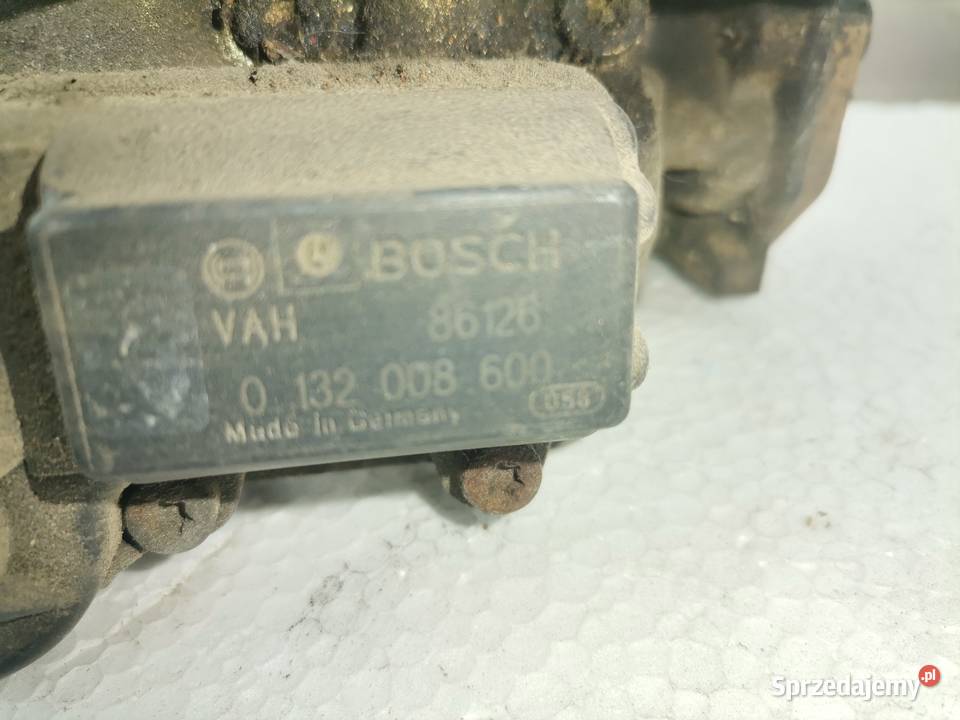 BOSCH
VAH 86126
0 132 008 600
Made in Germany 056
Sprzedajemy.pl